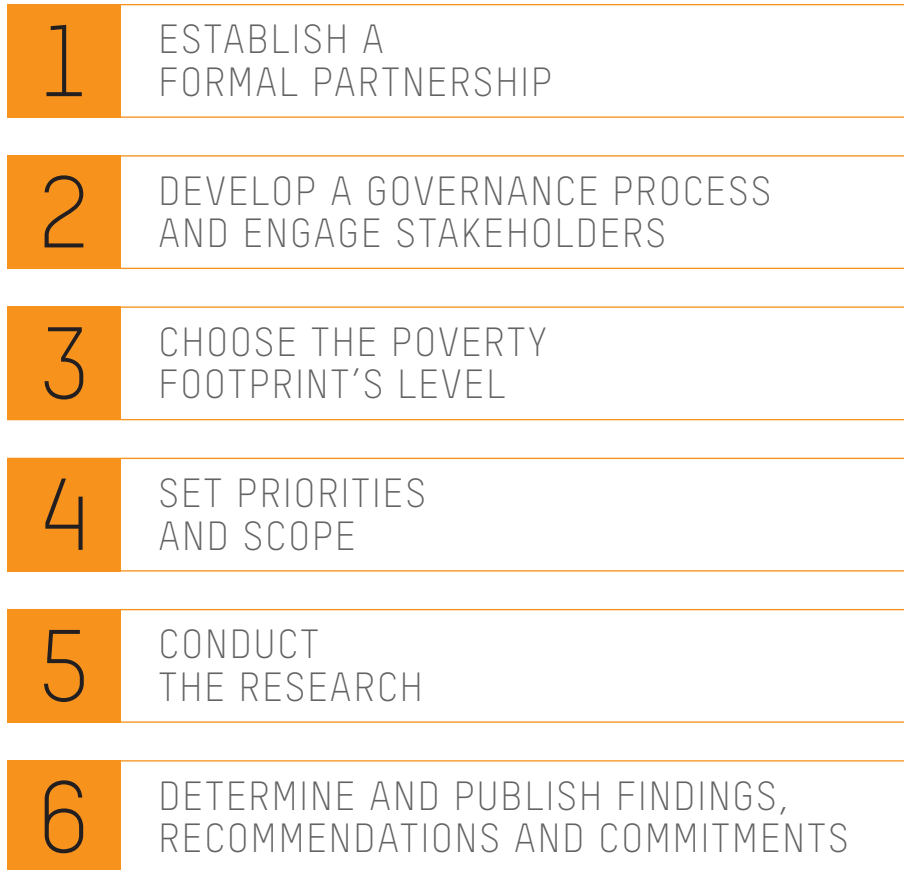 1
ESTABLISH A
FORMAL PARTNERSHIP
2
DEVELOP A GOVERNANCE PROCESS
AND ENGAGE STAKEHOLDERS
3
CHOOSE THE POVERTY
FOOTPRINT’S LEVEL
4
SET PRIORITIES
AND SCOPE
5
CONDUCT
THE RESEARCH
6
DETERMINE AND PUBLISH FINDINGS,
RECOMMENDATIONS AND COMMITMENTS